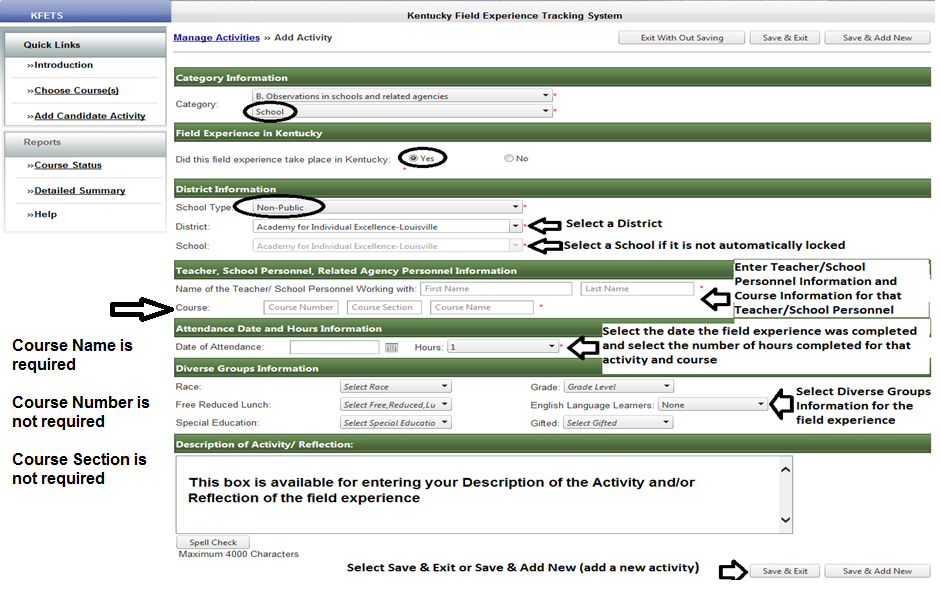 KFETS
Kentucky Field Experience Tracking System
Quick Links
»Introduction
»Choose Course(s)
»Add Candidate Activity
Reports
»Course Status
»Detailed Summary
»Help
Manage Activities » Add Activity
Exit With Out Saving
Save & Exit
Save & Add New
Category Information
Category:
B. Observations in schools and related agencies
*
School
*
Field Experience in Kentucky
Did this field experience take place in Kentucky:
Yes
No
*
District Information
School Type:
Non-Public
*
District:
Academy for Individual Excellence-Louisville
*
Select a District
School:
Academy for Individual Excellence-Louisville
*
Select a School if it is not automatically locked
Teacher, School Personnel, Related Agency Personnel Information
Name of the Teacher/ School Personnel Working with:
First Name
Last Name
*
Course:
Course Number
Course Section
Course Name
*
Enter Teacher/School
Personnel Information and
Course Information for that
Teacher/School Personnel
Course Name is
required
Course Number is
not required
Course Section is
not required
Attendance Date and Hours Information
Date of Attendance:
Hours:
1
*
Select the date the field experience was completed
and select the number of hours completed for that
activity and course
Diverse Groups Information
Race:
Select Race
Grade:
Grade Level
Free Reduced Lunch:
Select Free,Reduced,Lu
English Language Learners:
None
Special Education:
Select Special Educatio
Gifted:
Select Gifted
Select Diverse Groups
Information for the
field experience
Description of Activity/ Reflection:
This box is available for entering your Description of the Activity and/or
Reflection of the field experience
Spell Check
Maximum 4000 Characters
Select Save & Exit or Save & Add New (add a new activity)
Save & Exit
Save & Add New